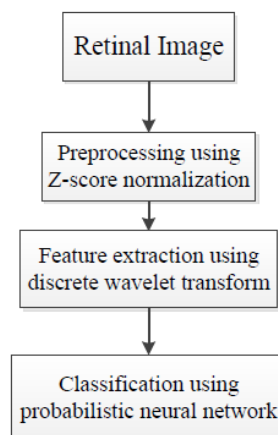 Retinal Image
Preprocessing using
Z-score normalization
Feature extraction using
discrete wavelet transform
Classification using
probabilistic neural network